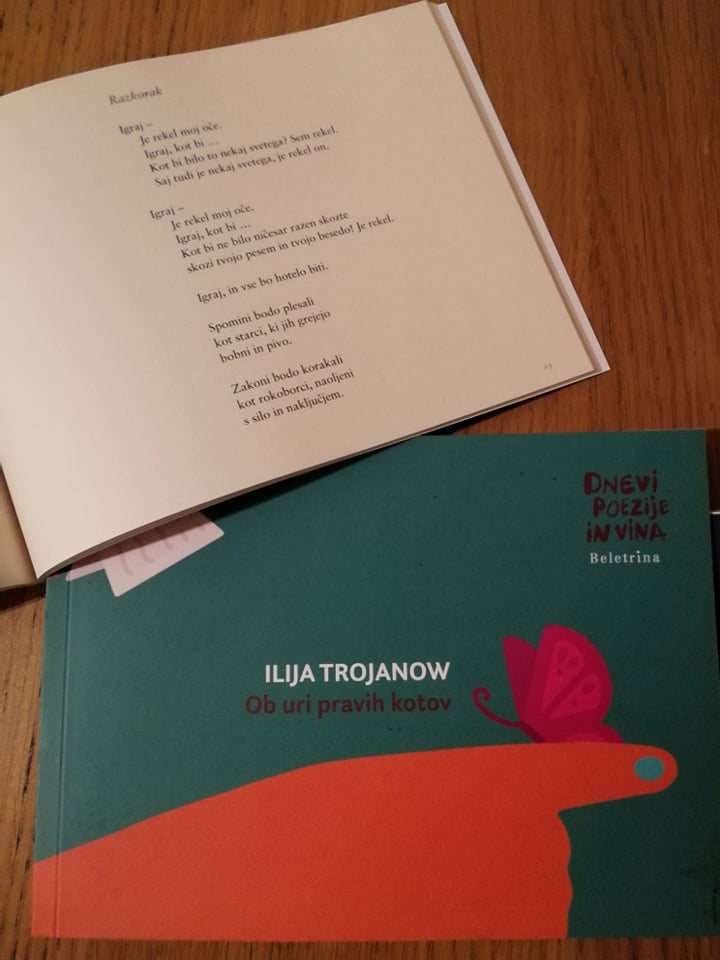 Razkorak
Igraj –
Je rekel moj oče.
Igraj, kot bi ...
Kot bi bilo to nekaj svetega? Sem rekel.
Saj tudi je nekaj svetega, je rekel on.
Igraj –
Je rekel moj oče.
Igraj, kot bi ...
Kot bi ne bilo ničesar razen skozte
skozi tvojo pesem in tvojo besedo! Je rekel.
Igraj, in vse bo hotelo biti.
Spomini bodo plesali
kot starci, ki jih grejejo
bobni in pivo.
Zakoni bodo korakali
kot rokoborci, naoljeni
s silo in naključjem.
DNEVi
POEZIJE
iN ViNA
Beletrina
ILIJA TROJANOW
Ob uri pravih kotov